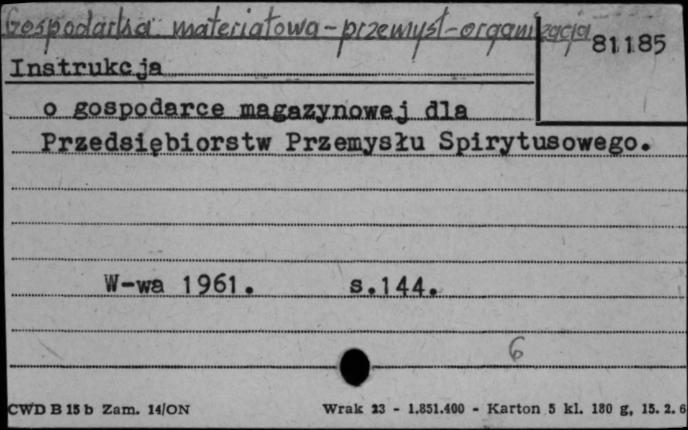 Gospodarka materiałowa-przemysł-organizacja
81185
Instrukcja
o gospodarce magazynowej dla
Przedsiębiorstw Przemysłu Spirytusowego.
W-wa 1961. s.144.
6
CWD B 15 b Zam. 14/ON Wrak 23 - 1.851.400 - Karton 5 kl. 180 g, 15. 2. 6